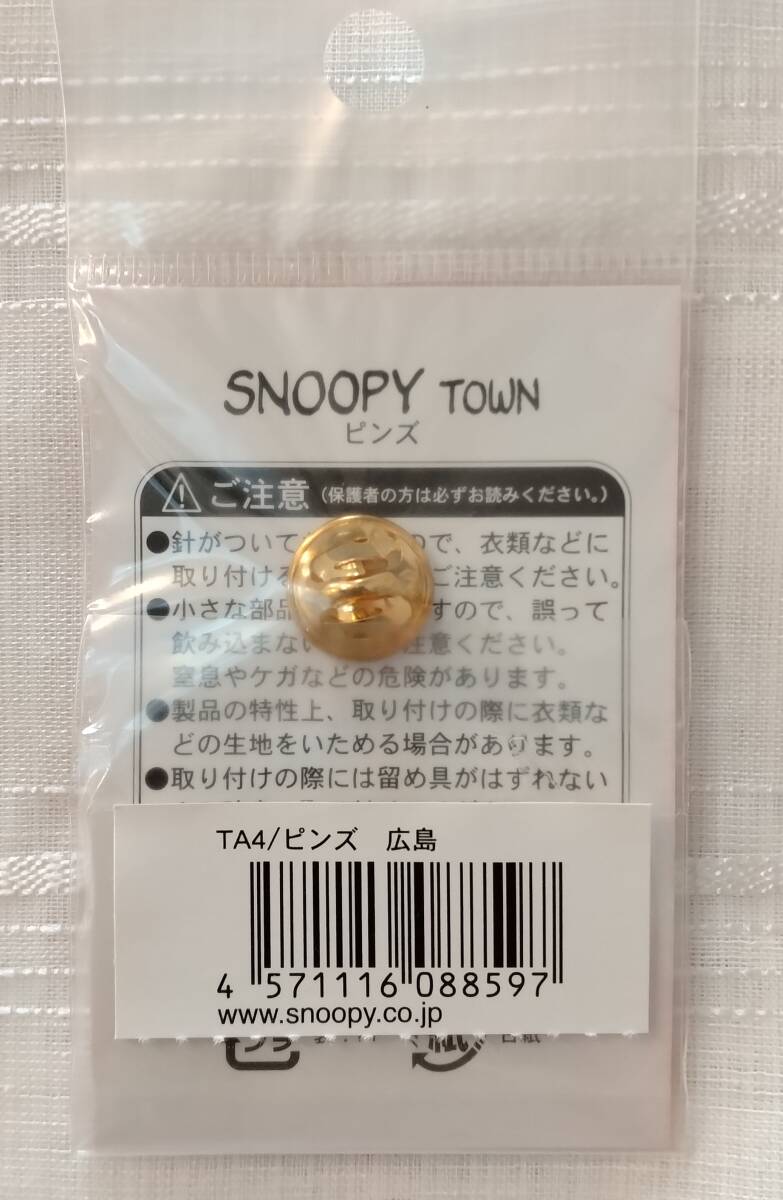 SNOOPY TOWN
ピンズ
ご注意（保護者の方は必ずお読みください。）
●針がついて ので、衣類などに
取り付ける ご注意ください。
●小さな部品 すので、誤って
飲み込まない 注意ください。
窒息やケガなどの危険があります。
●製品の特性上、取り付けの際に衣類な
どの生地をいためる場合があります。
●取り付けの際には留め具がはずれない
TA4/ピンズ 広島
4 571116 088597
www.snoopy.co.jp